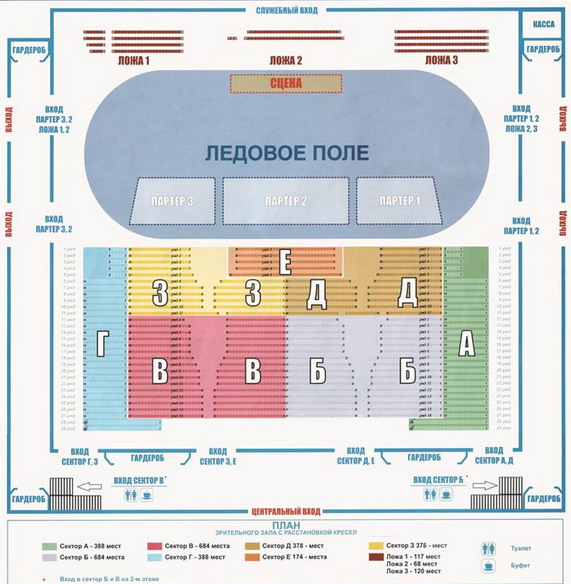 СЛУЖЕБНЫЙ ВХОД
КАССА
ГАРДЕРОБ
ГАРДЕРОБ
ЛОЖА 1
ЛОЖА 2
ЛОЖА 3
СЦЕНА
ВЫХОД
ВХОД
ПАРТЕР 3, 2
ЛОЖА 1, 2
ВХОД
ПАРТЕР 1, 2
ЛОЖА 2, 3
ВЫХОД
ЛЕДОВОЕ ПОЛЕ
ПАРТЕР 3
ПАРТЕР 2
ПАРТЕР 1
ВЫХОД
ВХОД
ПАРТЕР 3, 2
ВХОД
ПАРТЕР 1, 2
ВЫХОД
Е
З
З
Д
Д
Г
В
В
Б
Б
А
ВХОД
СЕКТОР Г, З
ГАРДЕРОБ
ВХОД
СЕКТОР З, Е
ВХОД
СЕКТОР Д, Е
ГАРДЕРОБ
ВХОД
СЕКТОР А, Д
ВХОД СЕКТОР В*
ВХОД СЕКТОР Б*
ГАРДЕРОБ
ГАРДЕРОБ
ЦЕНТРАЛЬНЫЙ ВХОД
ПЛАН
ЗРИТЕЛЬНОГО ЗАЛА С РАССТАНОВКОЙ КРЕСЕЛ
Сектор А - 388 мест
Сектор Б - 684 места
Сектор В - 684 места
Сектор Г - 388 мест
Сектор Д 378 - мест
Сектор Е 174 - места
Сектор З 376 - мест
Ложа 1 - 117 мест
Ложа 2 - 68 мест
Ложа 3 - 120 мест
Туалет
Буфет
* Вход в сектор Б и В на 2-м этаже